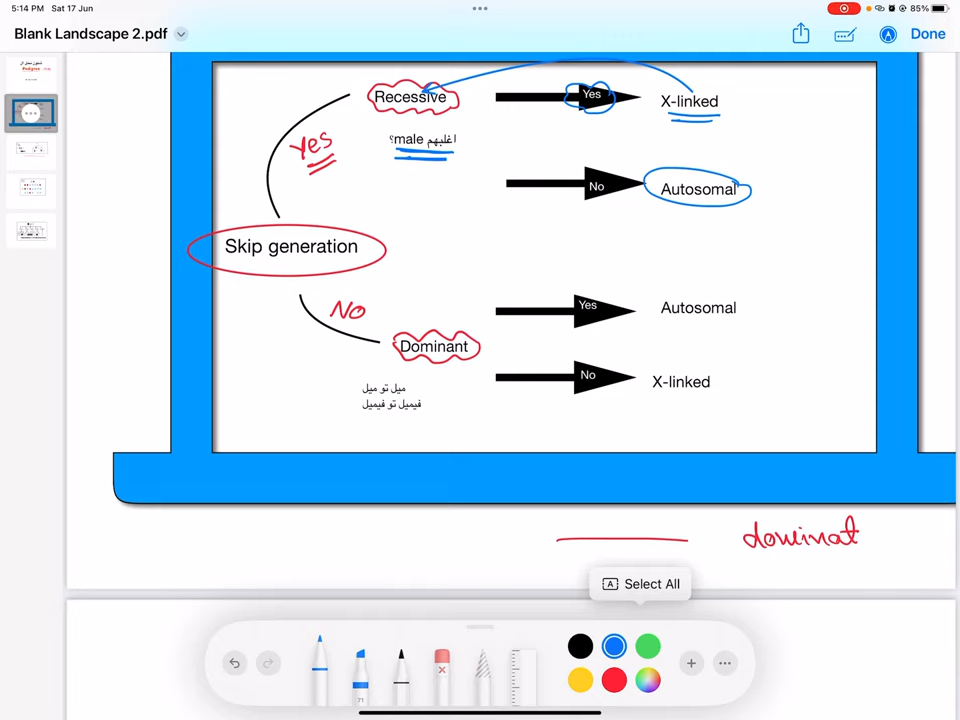 5:14 PM Sat 17 Jun
85%
Blank Landscape 2.pdf
Done
Recessive
Yes
X-linked
Yes
اغلبهم male؟
No
Autosomal
Skip generation
No
Yes
Autosomal
Dominant
No
X-linked
ميل تو ميل
فيميل تو فيميل
dominat
Select All